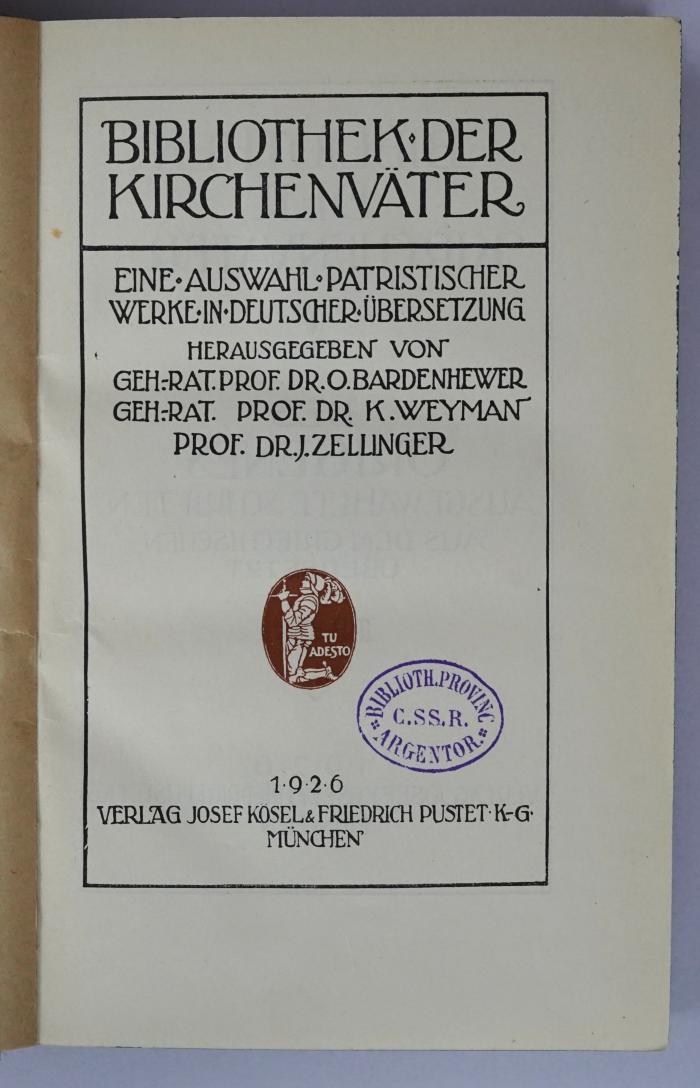 BIBLIOTHEK·DER
KIRCHENVÄTER
EINE·AUSWAHL·PATRISTISCHER
WERKE·IN·DEUTSCHER·ÜBERSETZUNG
HERAUSGEGEBEN VON
GEH.-RAT. PROF. DR. O. BARDENHEWER
GEH.-RAT. PROF. DR. K. WEYMAN
PROF. DR. J. ZELLINGER
TU
ADESTO
BIBLIOTH. PROVINC
C.SS.R.
ARGENTOR.
1·9·2·6
VERLAG JOSEF KÖSEL & FRIEDRICH PUSTET·K-G·
MÜNCHEN